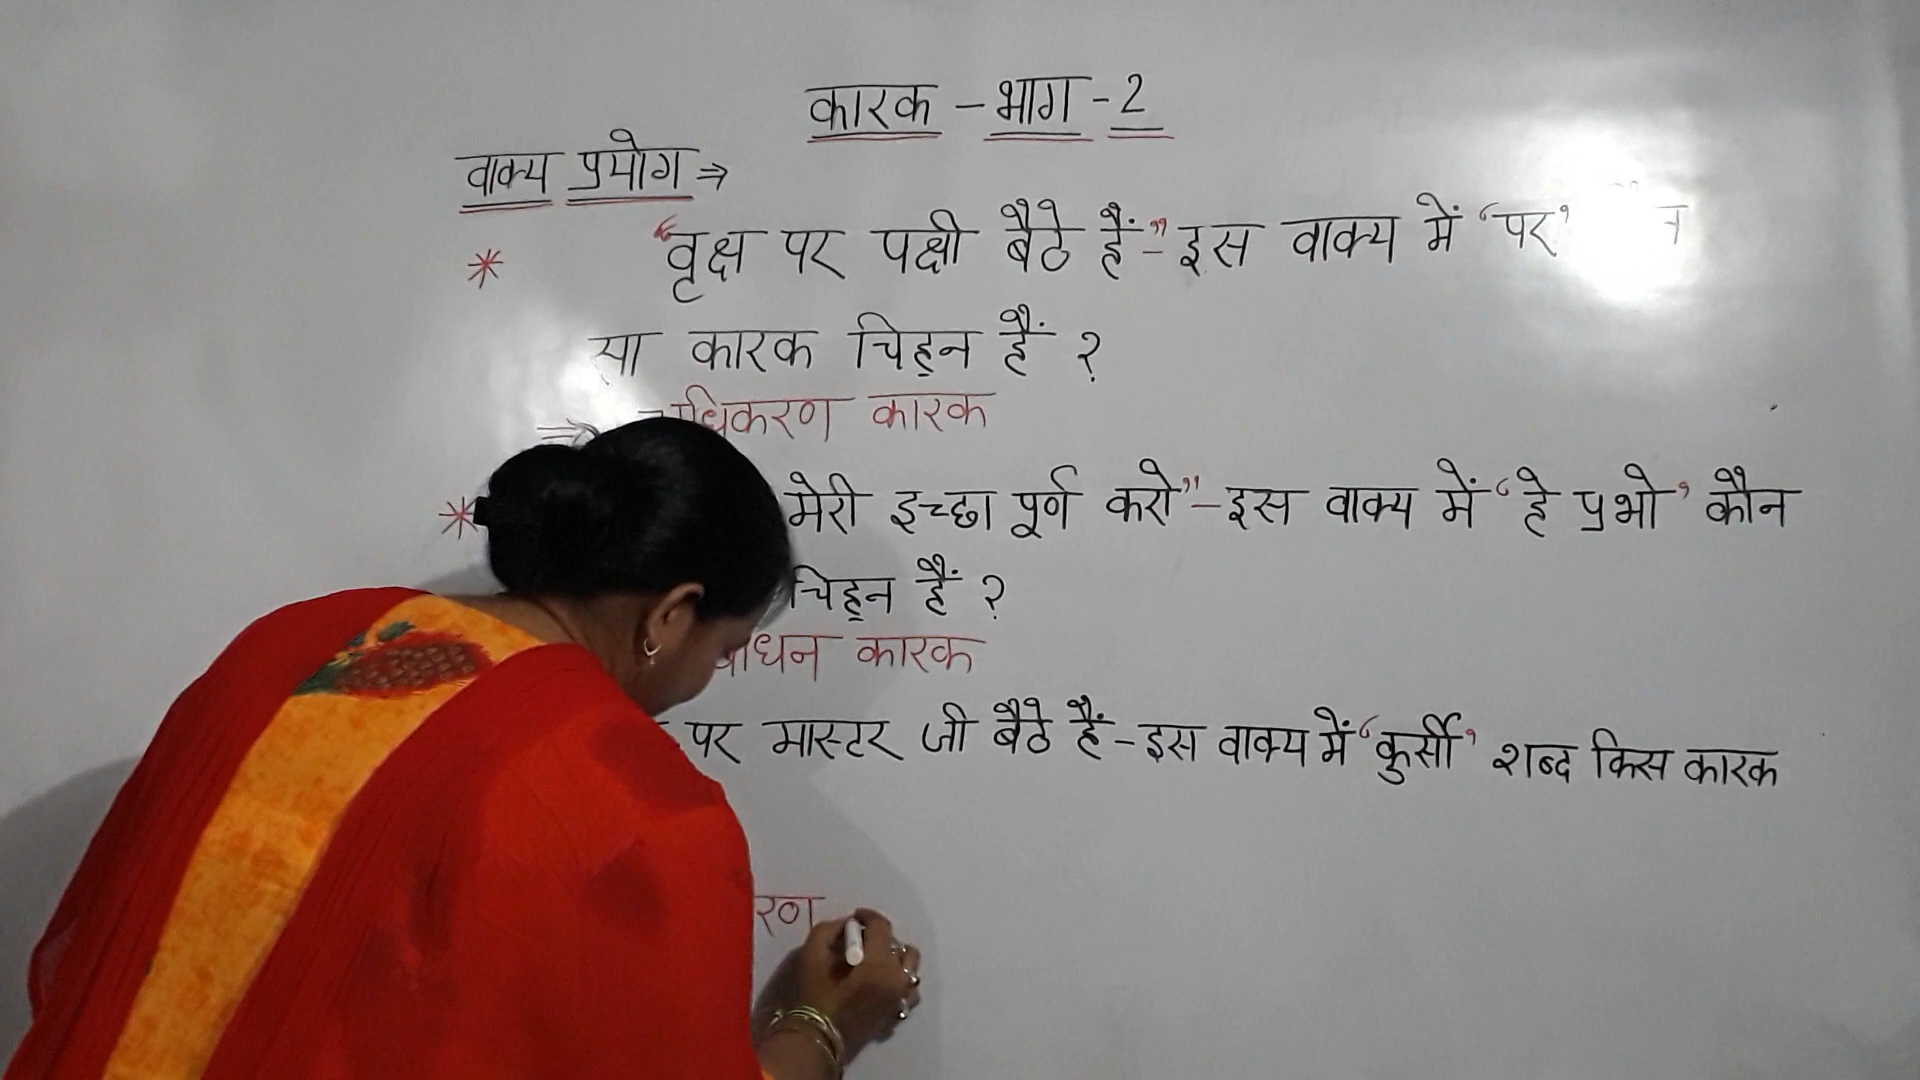 कारक - भाग - 2
वाक्य प्रयोग ⇒
* "वृक्ष पर पक्षी बैठे हैं"- इस वाक्य में 'पर'
सा कारक चिह्न हैं ?
⇒ अधिकरण कारक
* मेरी इच्छा पूर्ण करो" - इस वाक्य में 'हे प्रभो' कौन
चिह्न हैं ?
कारक
पर मास्टर जी बैठे हैं - इस वाक्य में 'कुर्सी' शब्द किस कारक
रण